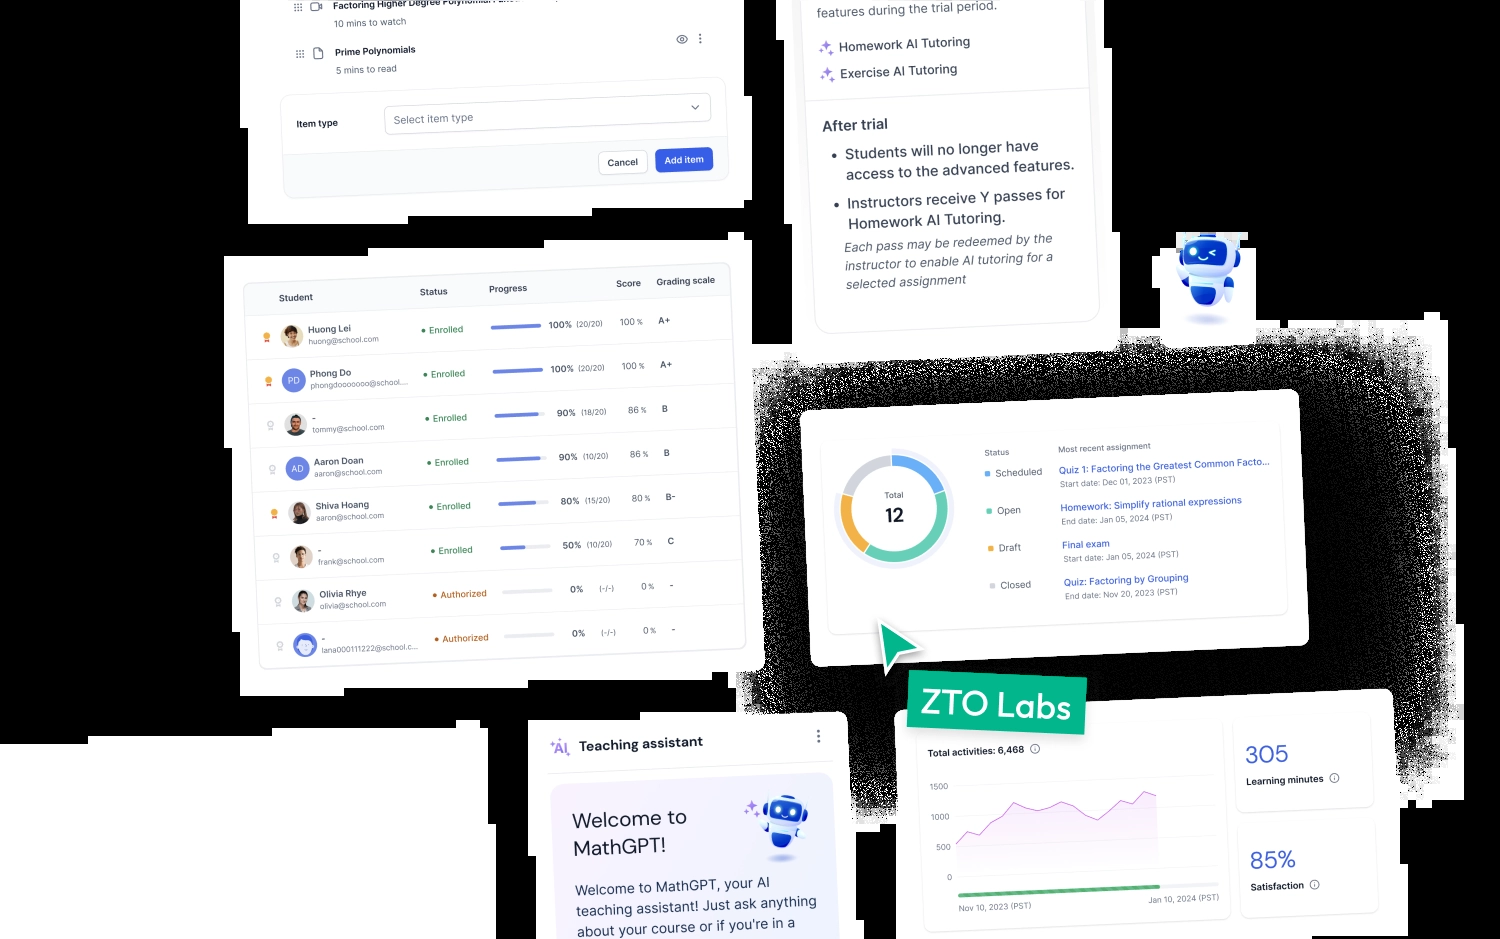 Factoring Higher Degree Polynomial
10 mins to watch
Prime Polynomials
5 mins to read
Item type
Select item type
Cancel
Add item
features during the trial period.
Homework AI Tutoring
Exercise AI Tutoring
After trial
• Students will no longer have
access to the advanced features.
• Instructors receive Y passes for
Homework AI Tutoring.
Each pass may be redeemed by the
instructor to enable AI tutoring for a
selected assignment
Student Status Progress Score Grading scale
Huong Lei
huong@school.com
Enrolled 100% (20/20) 100 % A+
PD
Phong Do
phongdooooooo@school....
Enrolled 100% (20/20) 100 % A+
-
tommy@school.com
Enrolled 90% (18/20) 86 % B
AD
Aaron Doan
aaron@school.com
Enrolled 90% (10/20) 86 % B
Shiva Hoang
aaron@school.com
Enrolled 80% (15/20) 80 % B-
-
frank@school.com
Enrolled 50% (10/20) 70 % C
Olivia Rhye
olivia@school.com
Authorized 0% (-/-) 0 % -
-
lana000111222@school.c...
Authorized 0% (-/-) 0 % -
Total
12
Status Most recent assignment
Scheduled
Quiz 1: Factoring the Greatest Common Facto...
Start date: Dec 01, 2023 (PST)
Open
Homework: Simplify rational expressions
End date: Jan 05, 2024 (PST)
Draft
Final exam
Start date: Jan 05, 2024 (PST)
Closed
Quiz: Factoring by Grouping
End date: Nov 20, 2023 (PST)
ZTO Labs
AI Teaching assistant
Welcome to
MathGPT!
Welcome to MathGPT, your AI
teaching assistant! Just ask anything
about your course or if you're in a
Total activities: 6,468
1500
1000
500
0
Nov 10, 2023 (PST)
Jan 10, 2024 (PST)
305
Learning minutes
85%
Satisfaction